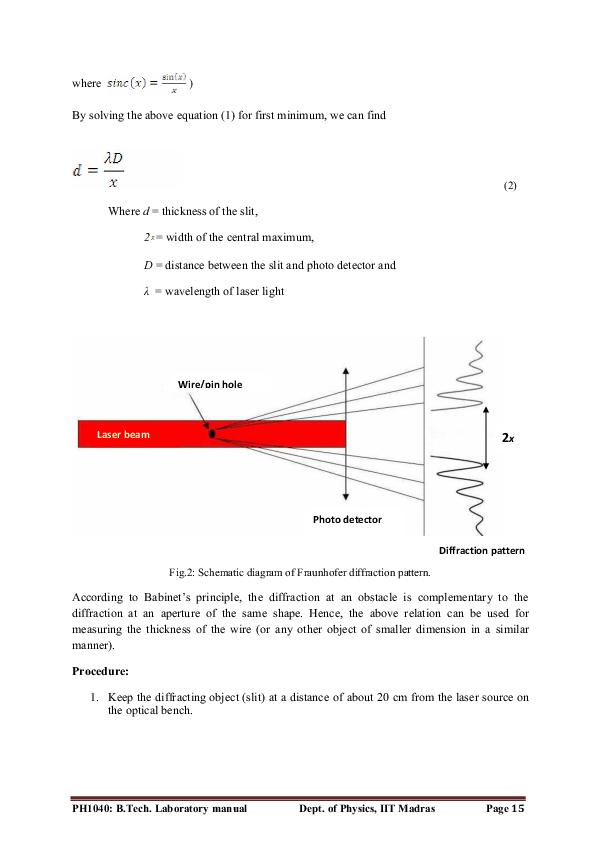 where sinc(x) = sin(x)/x )
By solving the above equation (1) for first minimum, we can find
d = λD/x
(2)
Where d = thickness of the slit,
2x = width of the central maximum,
D = distance between the slit and photo detector and
λ = wavelength of laser light
Wire/pin hole
Laser beam
2x
Photo detector
Diffraction pattern
Fig.2: Schematic diagram of Fraunhofer diffraction pattern.
According to Babinet's principle, the diffraction at an obstacle is complementary to the
diffraction at an aperture of the same shape. Hence, the above relation can be used for
measuring the thickness of the wire (or any other object of smaller dimension in a similar
manner).
Procedure:
1. Keep the diffracting object (slit) at a distance of about 20 cm from the laser source on
the optical bench.
PH1040: B.Tech. Laboratory manual Dept. of Physics, IIT Madras Page 15